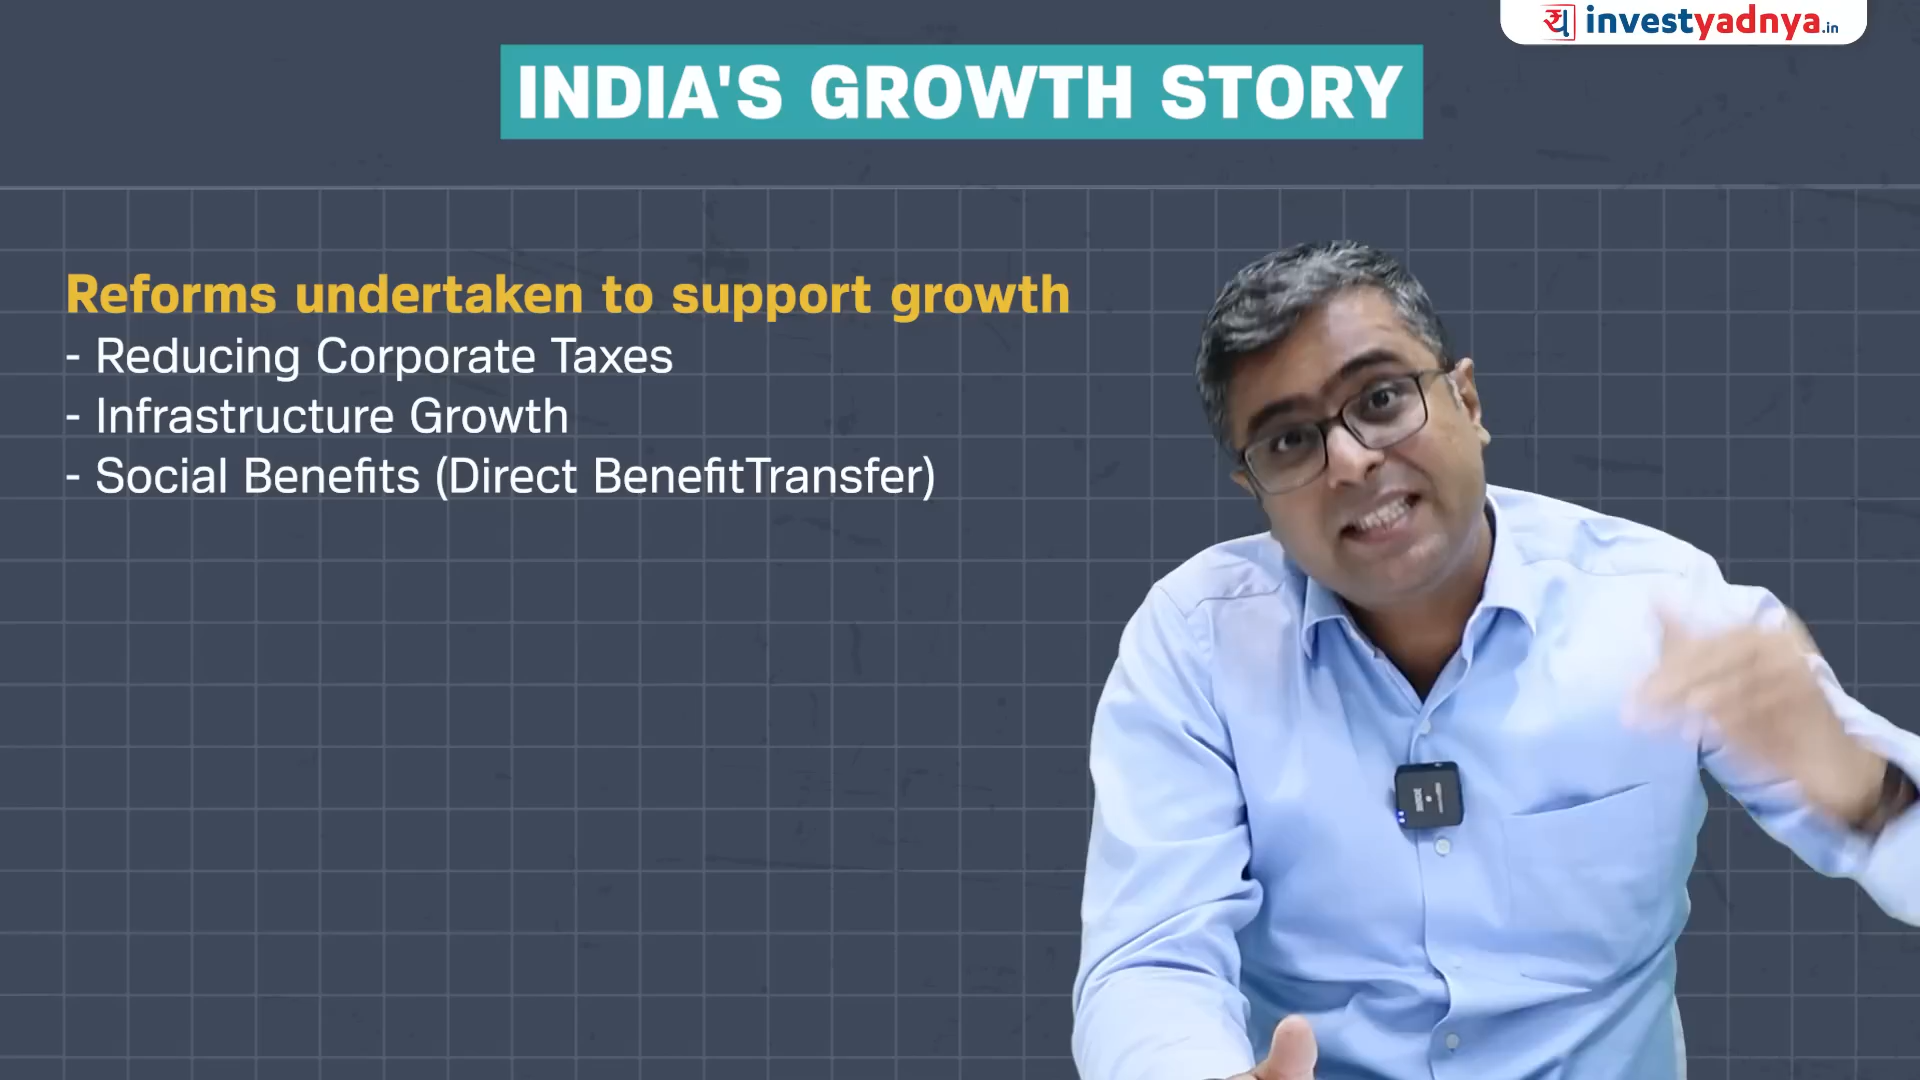 investyadnya.in
INDIA'S GROWTH STORY
Reforms undertaken to support growth
- Reducing Corporate Taxes
- Infrastructure Growth
- Social Benefits (Direct BenefitTransfer)